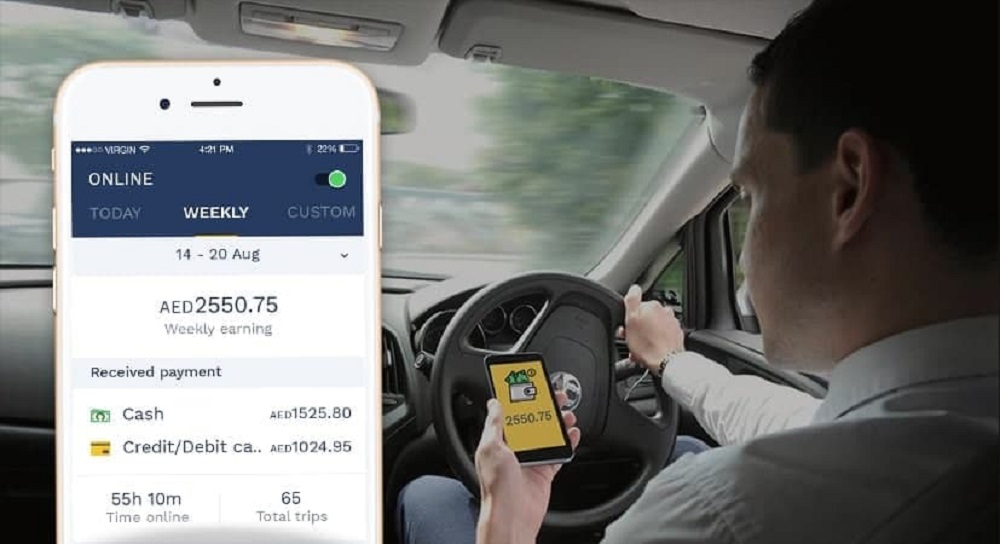 VIRGIN 4:21 PM 22%
ONLINE
TODAY WEEKLY CUSTOM
14 - 20 Aug
AED2550.75
Weekly earning
Received payment
Cash AED1525.80
Credit/Debit ca.. AED1024.95
55h 10m 65
Time online Total trips
2550.75